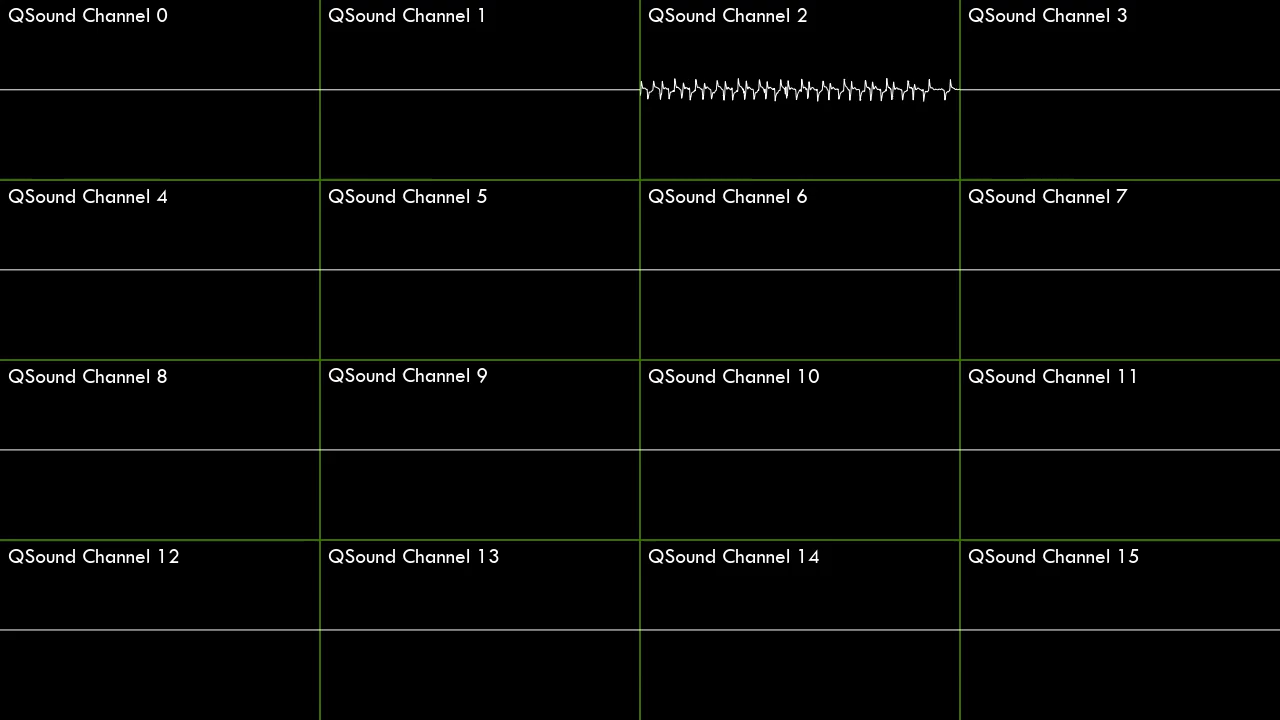 QSound Channel 0
QSound Channel 1
QSound Channel 2
QSound Channel 3
QSound Channel 4
QSound Channel 5
QSound Channel 6
QSound Channel 7
QSound Channel 8
QSound Channel 9
QSound Channel 10
QSound Channel 11
QSound Channel 12
QSound Channel 13
QSound Channel 14
QSound Channel 15